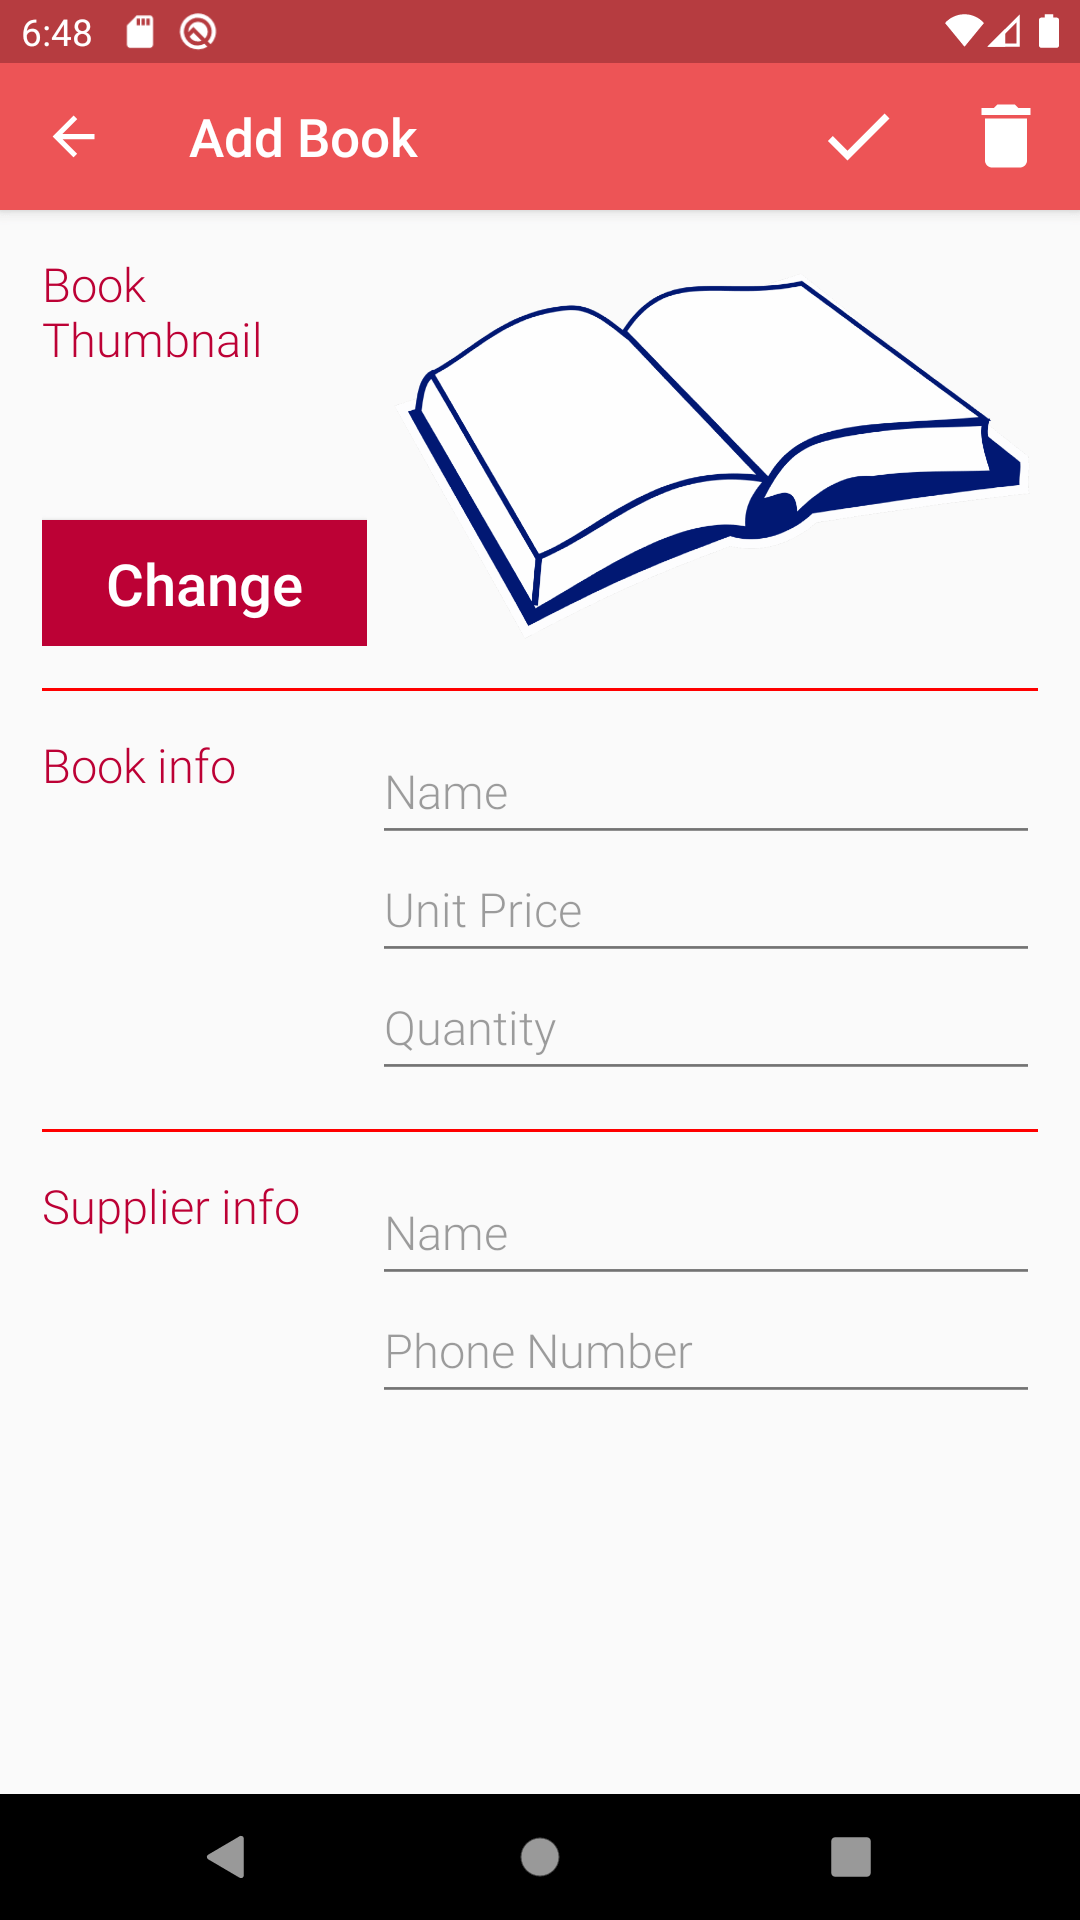 6:48
Add Book
Book
Thumbnail
Change
Book info
Name
Unit Price
Quantity
Supplier info
Name
Phone Number